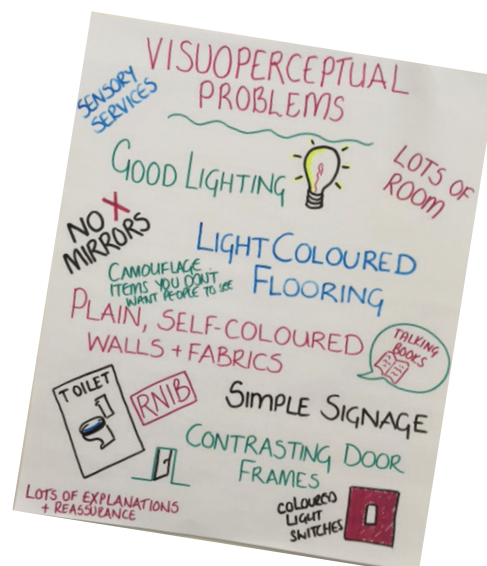 VISUOPERCEPTUAL
PROBLEMS
SENSORY
SERVICES
GOOD LIGHTING
LOTS OF
ROOM
NO X
MIRRORS
LIGHT COLOURED
FLOORING
CAMOUFLAGE
ITEMS YOU DON'T
WANT PEOPLE TO SEE
PLAIN, SELF-COLOURED
WALLS + FABRICS
TALKING
BOOKS
TOILET
RNIB
SIMPLE SIGNAGE
CONTRASTING DOOR
FRAMES
LOTS OF EXPLANATIONS
+ REASSURANCE
COLOURED
LIGHT
SWITCHES